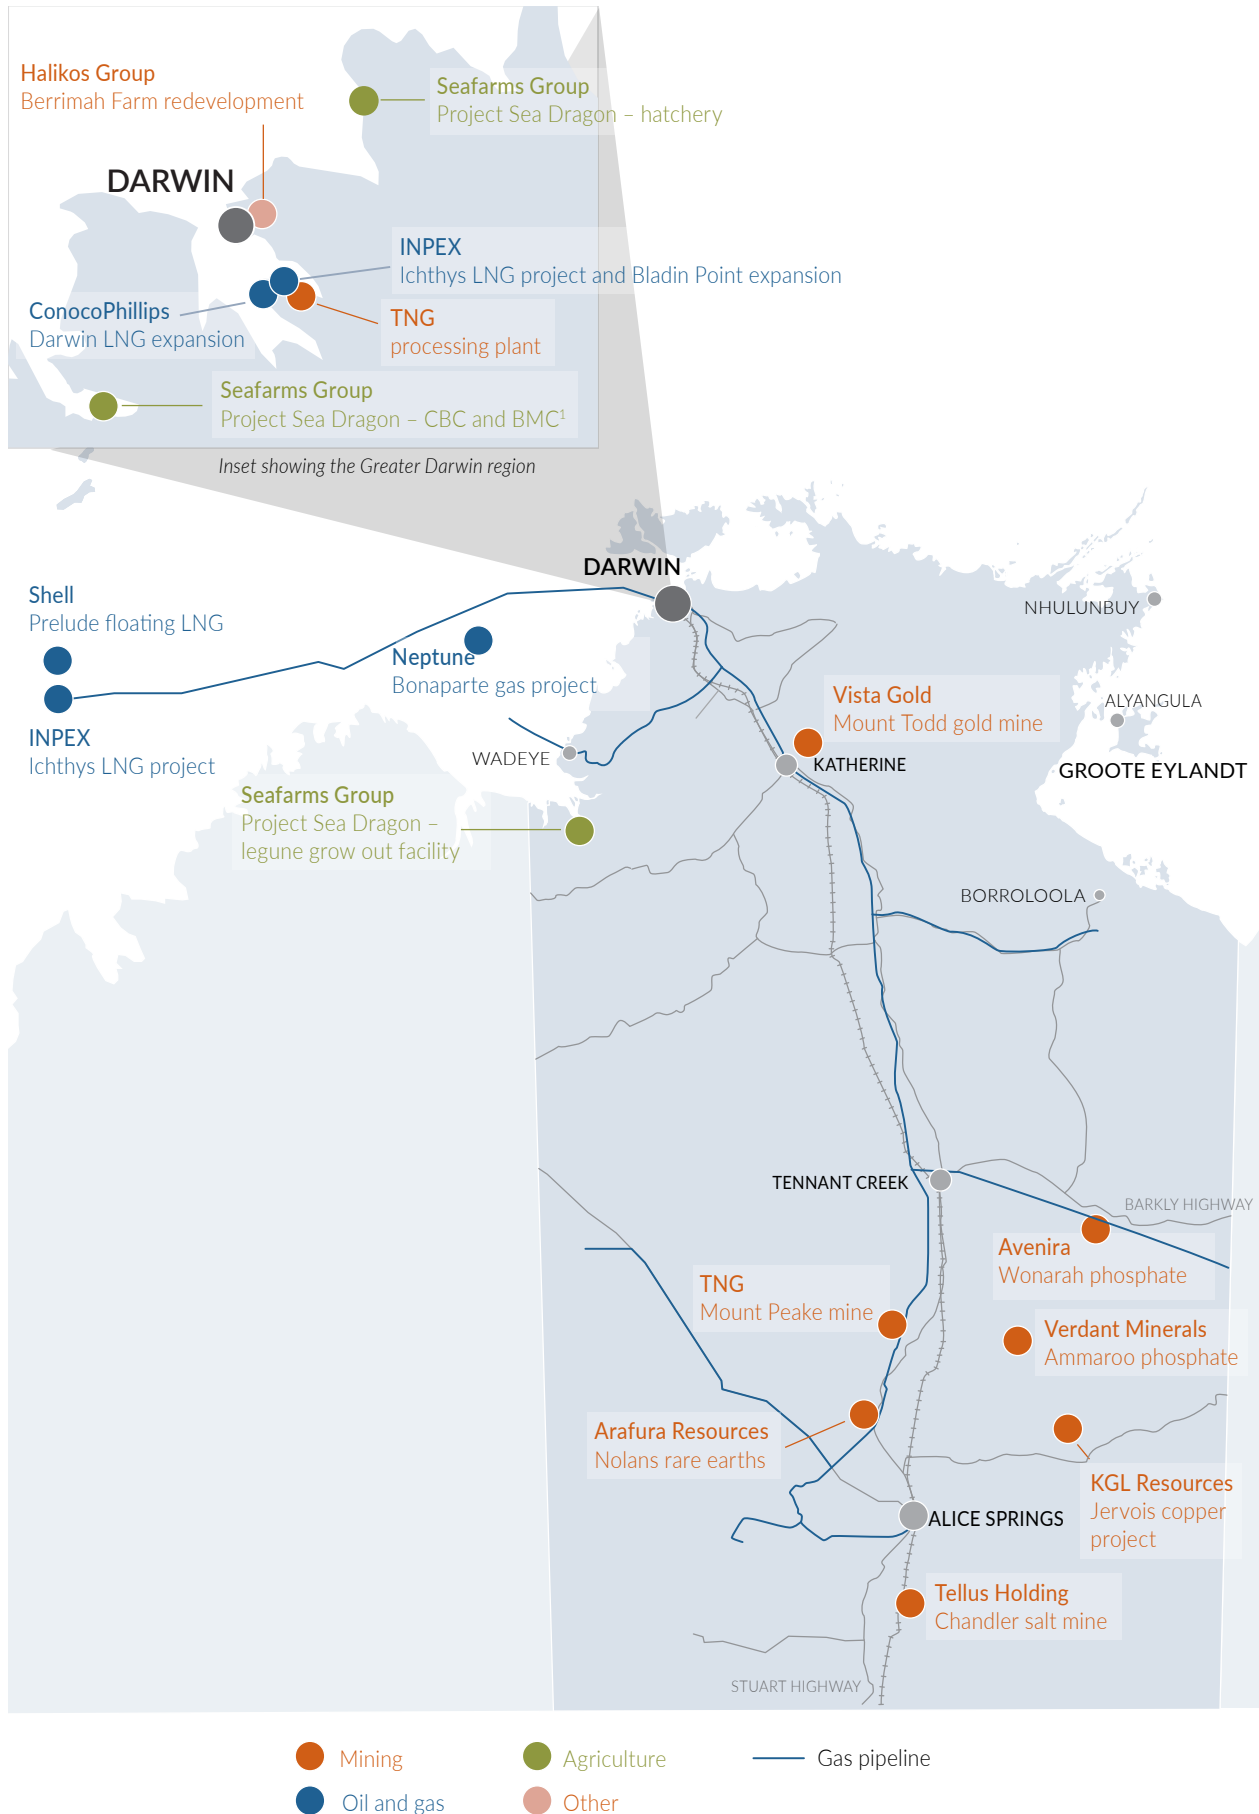 Halikos Group
Berrimah Farm redevelopment
Seafarms Group
Project Sea Dragon – hatchery
DARWIN
INPEX
Ichthys LNG project and Bladin Point expansion
ConocoPhillips
Darwin LNG expansion
TNG
processing plant
Seafarms Group
Project Sea Dragon – CBC and BMC¹
Inset showing the Greater Darwin region
DARWIN
Shell
Prelude floating LNG
NHULUNBUY
Neptune
Bonaparte gas project
Vista Gold
Mount Todd gold mine
ALYANGULA
INPEX
Ichthys LNG project
WADEYE
KATHERINE
GROOTE EYLANDT
Seafarms Group
Project Sea Dragon –
legune grow out facility
BORROLOOLA
TENNANT CREEK
BARKLY HIGHWAY
Avenira
Wonarah phosphate
TNG
Mount Peake mine
Verdant Minerals
Ammaroo phosphate
Arafura Resources
Nolans rare earths
KGL Resources
Jervois copper
project
ALICE SPRINGS
Tellus Holding
Chandler salt mine
STUART HIGHWAY
Mining
Agriculture
Gas pipeline
Oil and gas
Other